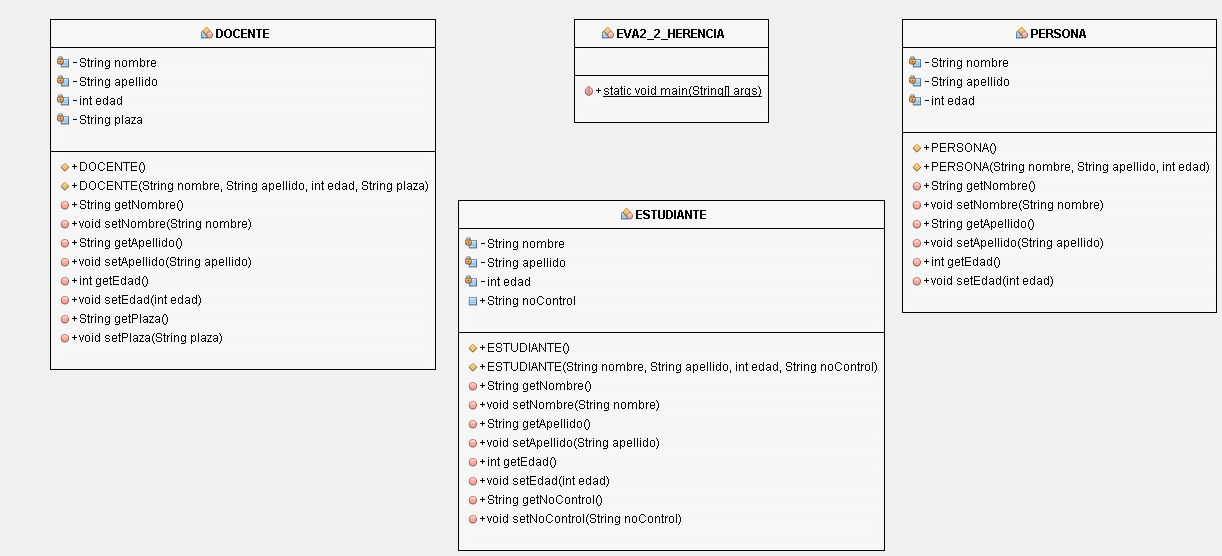 DOCENTE
-String nombre
-String apellido
-int edad
-String plaza
+DOCENTE()
+DOCENTE(String nombre, String apellido, int edad, String plaza)
+String getNombre()
+void setNombre(String nombre)
+String getApellido()
+void setApellido(String apellido)
+int getEdad()
+void setEdad(int edad)
+String getPlaza()
+void setPlaza(String plaza)
EVA2_2_HERENCIA
+static void main(String[] args)
ESTUDIANTE
-String nombre
-String apellido
-int edad
+String noControl
+ESTUDIANTE()
+ESTUDIANTE(String nombre, String apellido, int edad, String noControl)
+String getNombre()
+void setNombre(String nombre)
+String getApellido()
+void setApellido(String apellido)
+int getEdad()
+void setEdad(int edad)
+String getNoControl()
+void setNoControl(String noControl)
PERSONA
-String nombre
-String apellido
-int edad
+PERSONA()
+PERSONA(String nombre, String apellido, int edad)
+String getNombre()
+void setNombre(String nombre)
+String getApellido()
+void setApellido(String apellido)
+int getEdad()
+void setEdad(int edad)